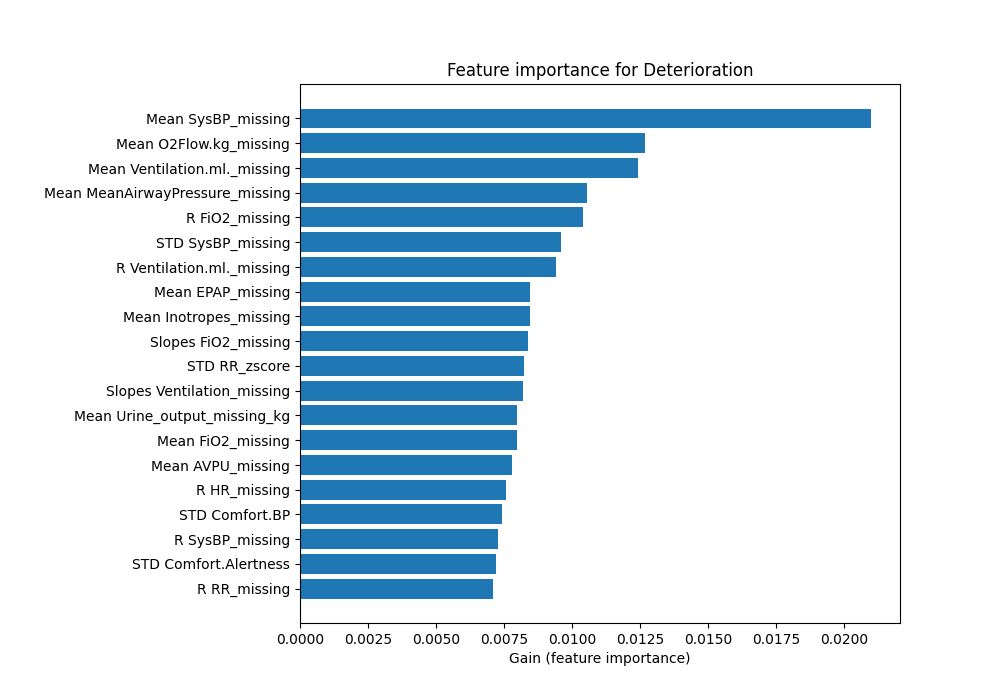 Feature importance for Deterioration
Mean SysBP_missing
Mean O2Flow.kg_missing
Mean Ventilation.ml._missing
Mean MeanAirwayPressure_missing
R FiO2_missing
STD SysBP_missing
R Ventilation.ml._missing
Mean EPAP_missing
Mean Inotropes_missing
Slopes FiO2_missing
STD RR_zscore
Slopes Ventilation_missing
Mean Urine_output_missing_kg
Mean FiO2_missing
Mean AVPU_missing
R HR_missing
STD Comfort.BP
R SysBP_missing
STD Comfort.Alertness
R RR_missing
0.0000 0.0025 0.0050 0.0075 0.0100 0.0125 0.0150 0.0175 0.0200
Gain (feature importance)